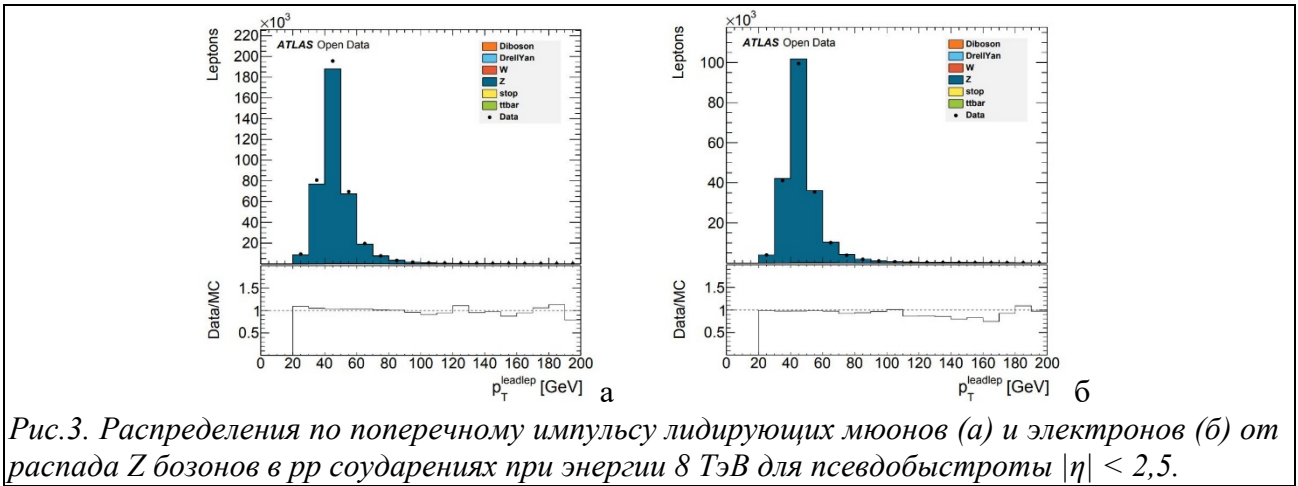 ×10³
Leptons
220
200
180
160
140
120
100
80
60
40
20
ATLAS Open Data
Diboson
DrellYan
W
Z
stop
ttbar
Data
Data/MC
1.5
1
0.5
0 20 40 60 80 100 120 140 160 180 200
p_T^leadlep [GeV]
а
×10³
Leptons
100
80
60
40
20
ATLAS Open Data
Diboson
DrellYan
W
Z
stop
ttbar
Data
Data/MC
1.5
1
0.5
0 20 40 60 80 100 120 140 160 180 200
p_T^leadlep [GeV]
б
Рис.3. Распределения по поперечному импульсу лидирующих мюонов (а) и электронов (б) от
распада Z бозонов в pp соударениях при энергии 8 ТэВ для псевдобыстроты |η| < 2,5.